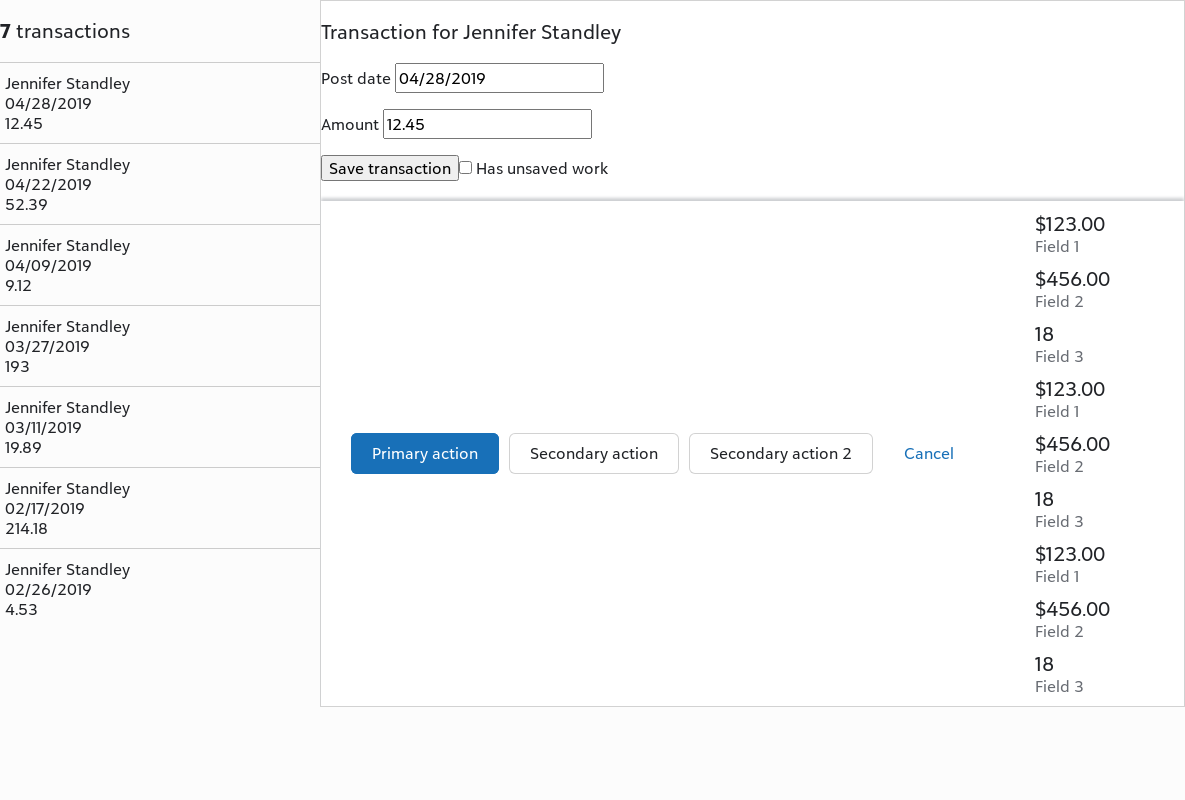 7 transactions
Jennifer Standley
04/28/2019
12.45
Jennifer Standley
04/22/2019
52.39
Jennifer Standley
04/09/2019
9.12
Jennifer Standley
03/27/2019
193
Jennifer Standley
03/11/2019
19.89
Jennifer Standley
02/17/2019
214.18
Jennifer Standley
02/26/2019
4.53
Transaction for Jennifer Standley
Post date 04/28/2019
Amount 12.45
Save transaction Has unsaved work
Primary action Secondary action Secondary action 2 Cancel
$123.00
Field 1
$456.00
Field 2
18
Field 3
$123.00
Field 1
$456.00
Field 2
18
Field 3
$123.00
Field 1
$456.00
Field 2
18
Field 3